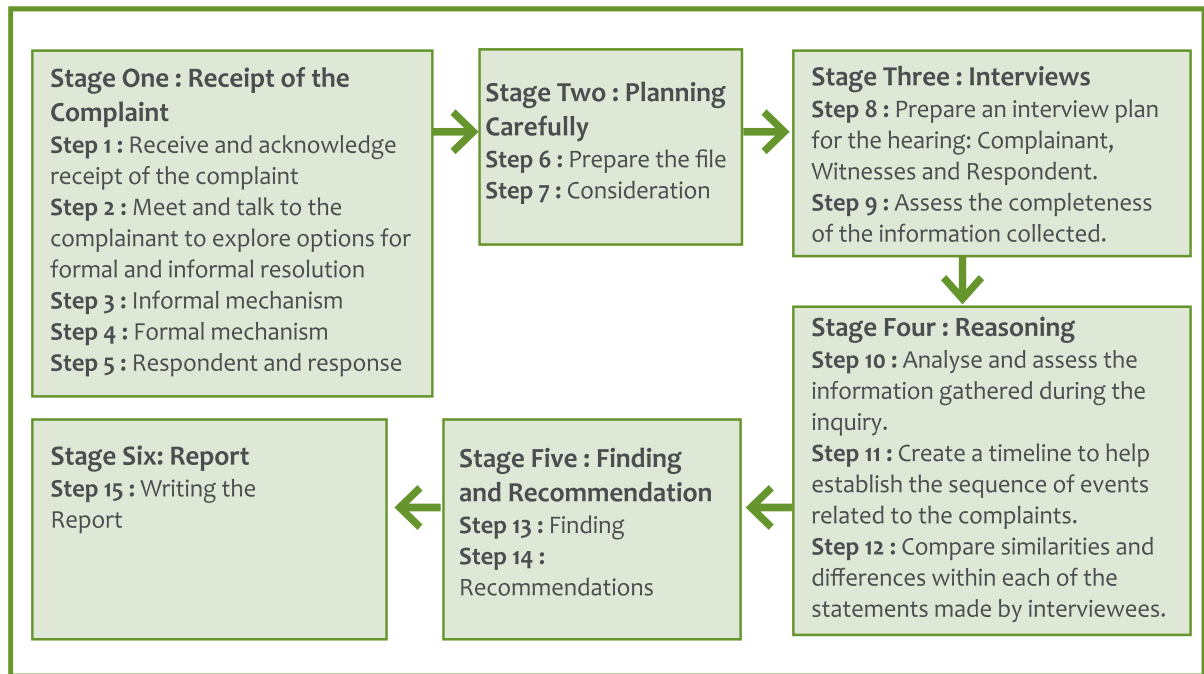 Stage One : Receipt of the
Complaint
Step 1 : Receive and acknowledge
receipt of the complaint
Step 2 : Meet and talk to the
complainant to explore options for
formal and informal resolution
Step 3 : Informal mechanism
Step 4 : Formal mechanism
Step 5 : Respondent and response
Stage Two : Planning
Carefully
Step 6 : Prepare the file
Step 7 : Consideration
Stage Three : Interviews
Step 8 : Prepare an interview plan
for the hearing: Complainant,
Witnesses and Respondent.
Step 9 : Assess the completeness
of the information collected.
Stage Four : Reasoning
Step 10 : Analyse and assess the
information gathered during the
inquiry.
Step 11 : Create a timeline to help
establish the sequence of events
related to the complaints.
Step 12 : Compare similarities and
differences within each of the
statements made by interviewees.
Stage Five : Finding
and Recommendation
Step 13 : Finding
Step 14 :
Recommendations
Stage Six: Report
Step 15 : Writing the
Report